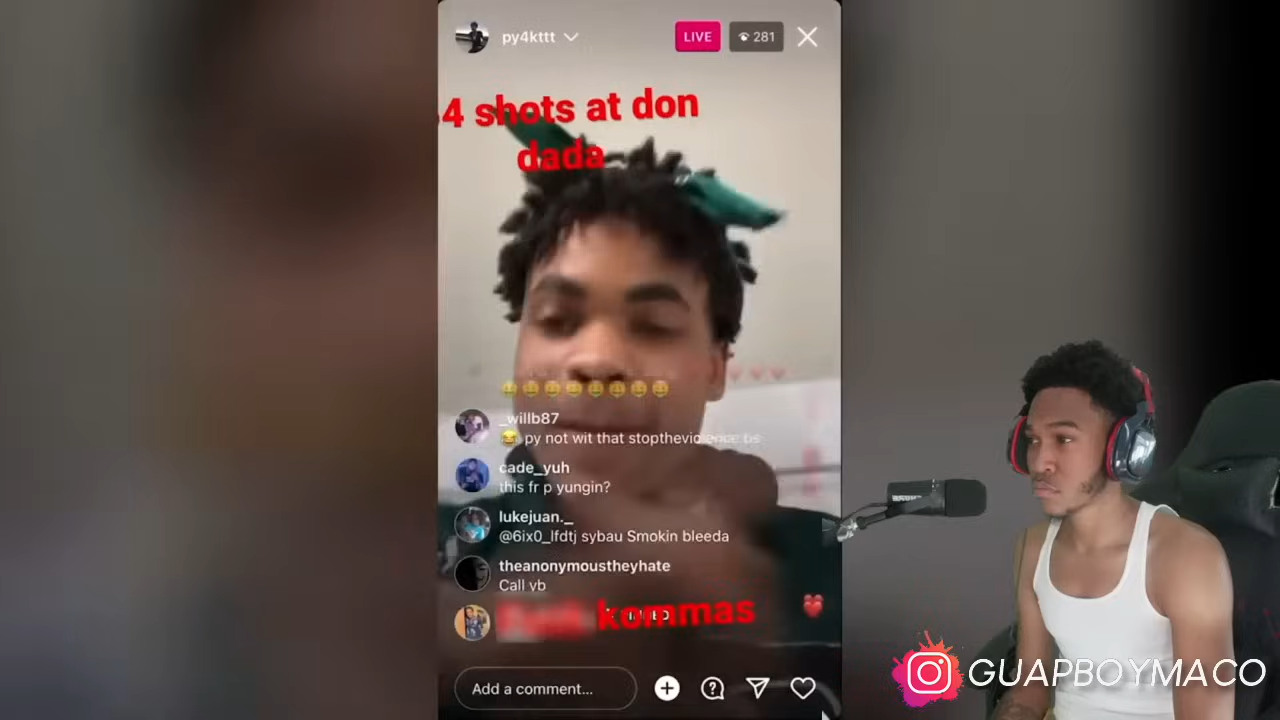 py4kttt
LIVE
281
4 shots at don
dada
_willb87
😂 py not wit that stoptheviolence bs
cade_yuh
this fr p yungin?
lukejuan._
@6ix0_lfdtj sybau Smokin bleeda
theanonymoustheyhate
Call yb
kommas
Add a comment...
GUAPBOYMACO